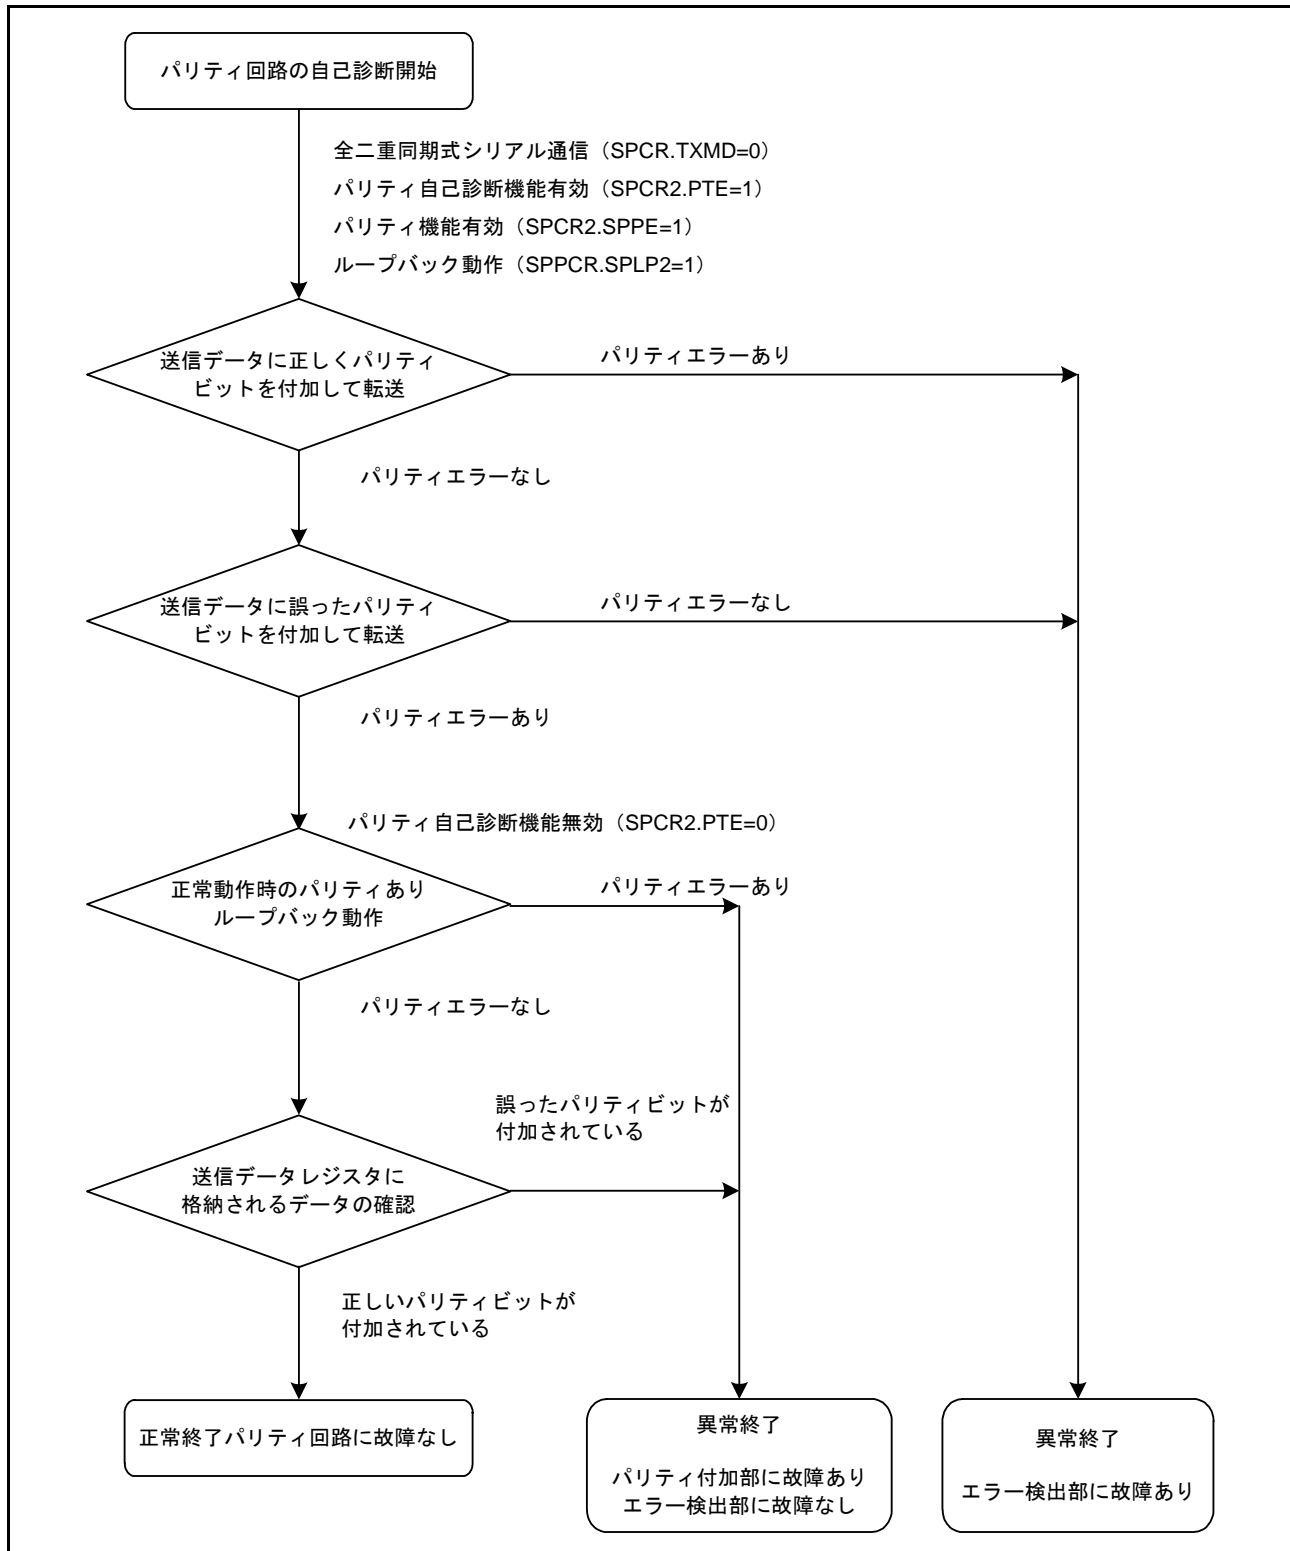 パリティ回路の自己診断開始
全二重同期式シリアル通信（SPCR.TXMD=0）
パリティ自己診断機能有効（SPCR2.PTE=1）
パリティ機能有効（SPCR2.SPPE=1）
ループバック動作（SPPCR.SPLP2=1）
送信データに正しくパリティ
ビットを付加して転送
パリティエラーあり
パリティエラーなし
送信データに誤ったパリティ
ビットを付加して転送
パリティエラーなし
パリティエラーあり
パリティ自己診断機能無効（SPCR2.PTE=0）
正常動作時のパリティあり
ループバック動作
パリティエラーあり
パリティエラーなし
誤ったパリティビットが
付加されている
送信データレジスタに
格納されるデータの確認
正しいパリティビットが
付加されている
正常終了パリティ回路に故障なし
異常終了
パリティ付加部に故障あり
エラー検出部に故障なし
異常終了
エラー検出部に故障あり